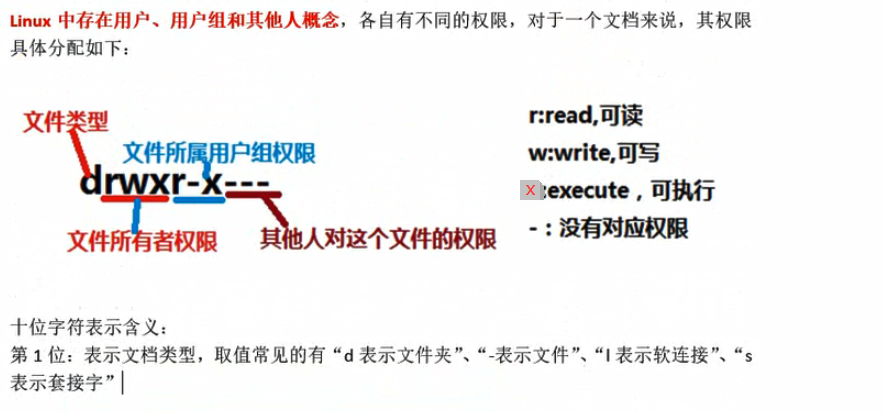 Linux 中存在用户、用户组和其他人概念，各自有不同的权限，对于一个文档来说，其权限
具体分配如下：
文件类型
文件所属用户组权限
drwxr-x---
文件所有者权限
其他人对这个文件的权限
r:read,可读
w:write,可写
X:execute，可执行
-：没有对应权限
十位字符表示含义：
第 1 位：表示文档类型，取值常见的有“d 表示文件夹”、“-表示文件”、“l 表示软连接”、“s
表示套接字”